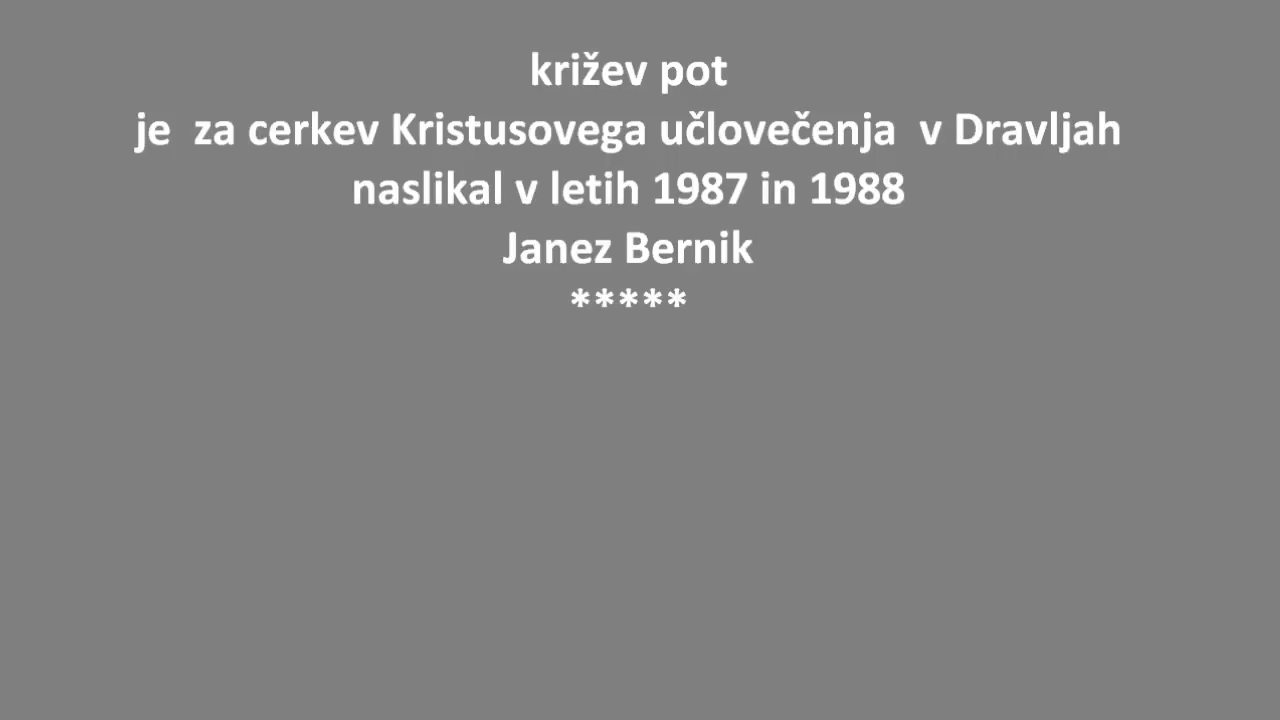 križev pot
je  za cerkev Kristusovega učlovečenja  v Dravljah
naslikal v letih 1987 in 1988
Janez Bernik
*****